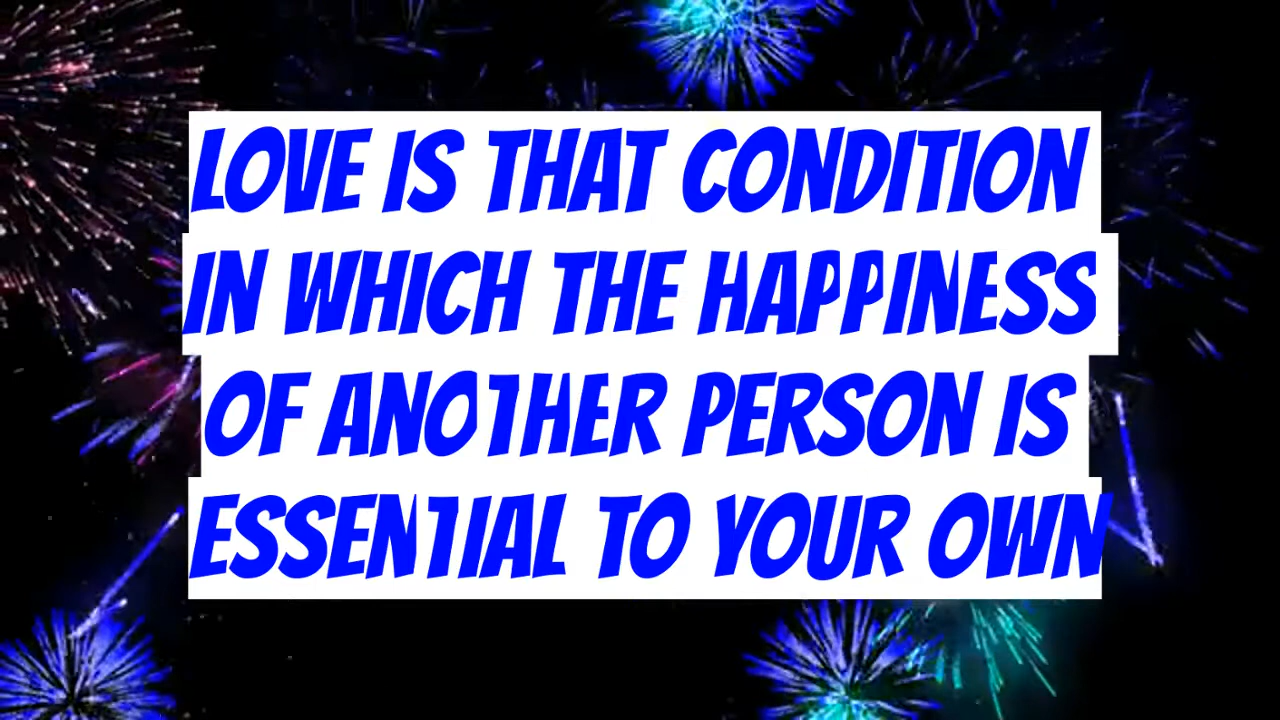 LOVE IS THAT CONDITION
IN WHICH THE HAPPINESS
OF ANOTHER PERSON IS
ESSENTIAL TO YOUR OWN